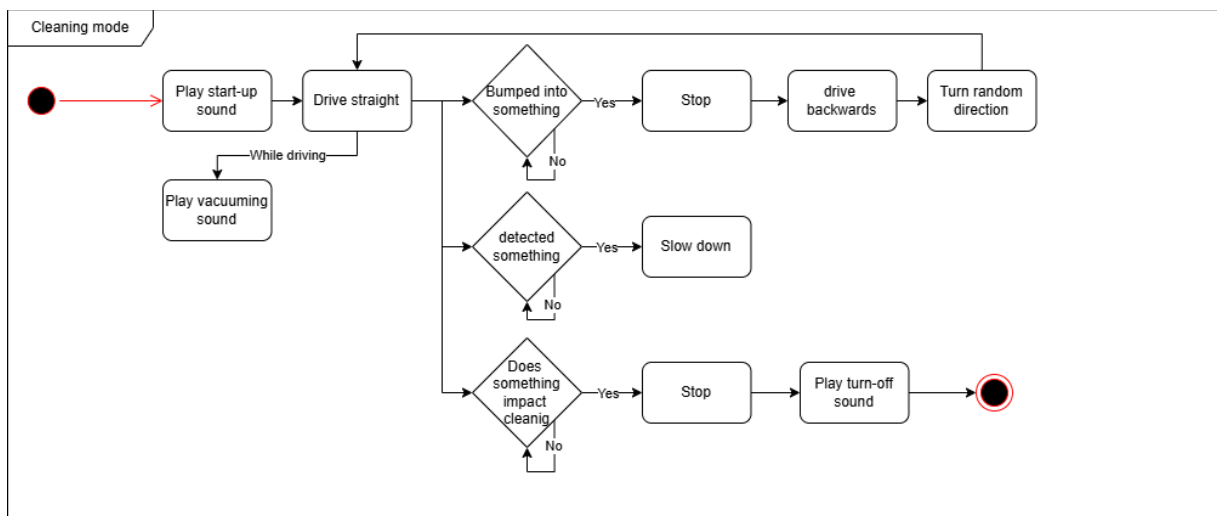 Cleaning mode
Play start-up
sound
Drive straight
Bumped into
something
Yes
Stop
drive
backwards
Turn random
direction
No
While driving
Play vacuuming
sound
detected
something
Yes
Slow down
No
Does
something
impact
cleanig
Yes
Stop
Play turn-off
sound
No